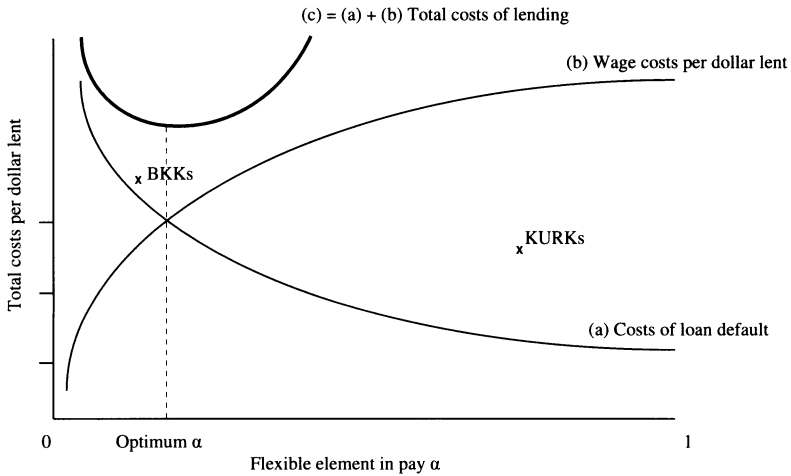 (c) = (a) + (b) Total costs of lending
(b) Wage costs per dollar lent
Total costs per dollar lent
x BKKs
x KURKs
(a) Costs of loan default
0 Optimum α 1
Flexible element in pay α